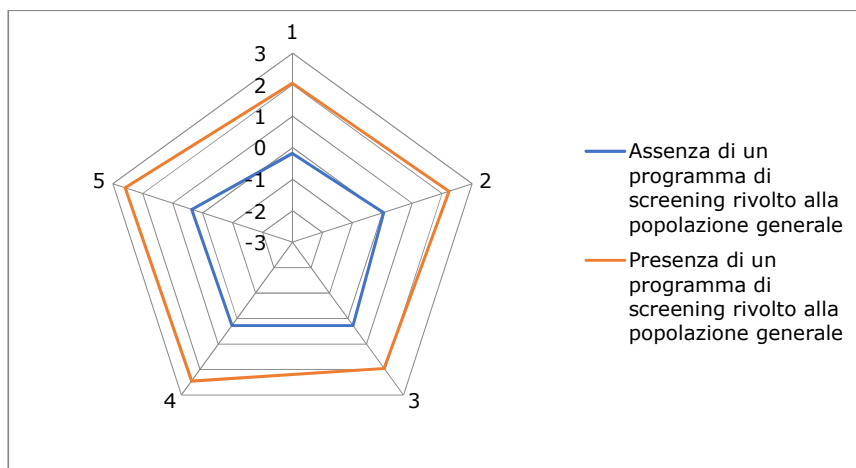 1
3
2
1
0
-1
-2
-3
5
2
4
3
Assenza di un
programma di
screening rivolto alla
popolazione generale
Presenza di un
programma di
screening rivolto alla
popolazione generale